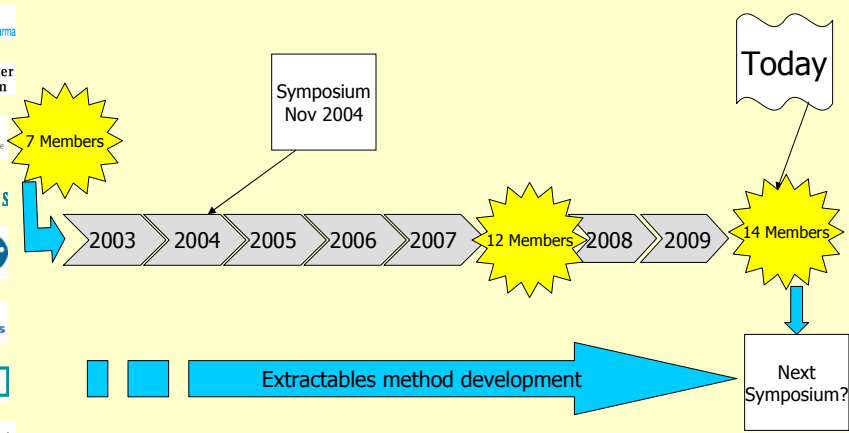 Today
Symposium
Nov 2004
7 Members
2003
2004
2005
2006
2007
12 Members
2008
2009
14 Members
Extractables method development
Next
Symposium?